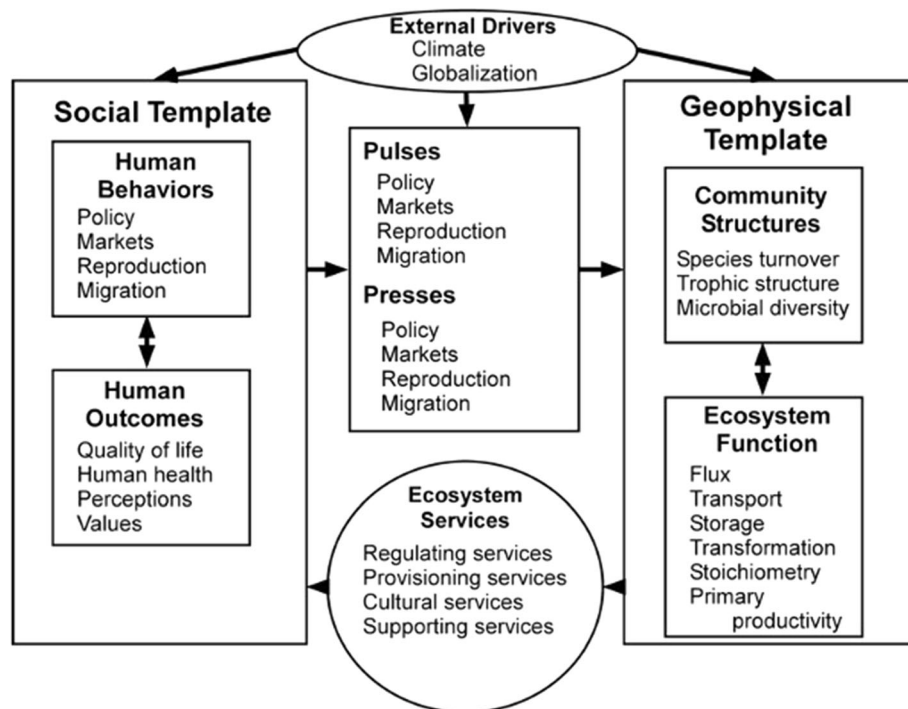 External Drivers
Climate
Globalization
Social Template
Human
Behaviors
Policy
Markets
Reproduction
Migration
Human
Outcomes
Quality of life
Human health
Perceptions
Values
Pulses
Policy
Markets
Reproduction
Migration
Presses
Policy
Markets
Reproduction
Migration
Ecosystem
Services
Regulating services
Provisioning services
Cultural services
Supporting services
Geophysical
Template
Community
Structures
Species turnover
Trophic structure
Microbial diversity
Ecosystem
Function
Flux
Transport
Storage
Transformation
Stoichiometry
Primary
productivity